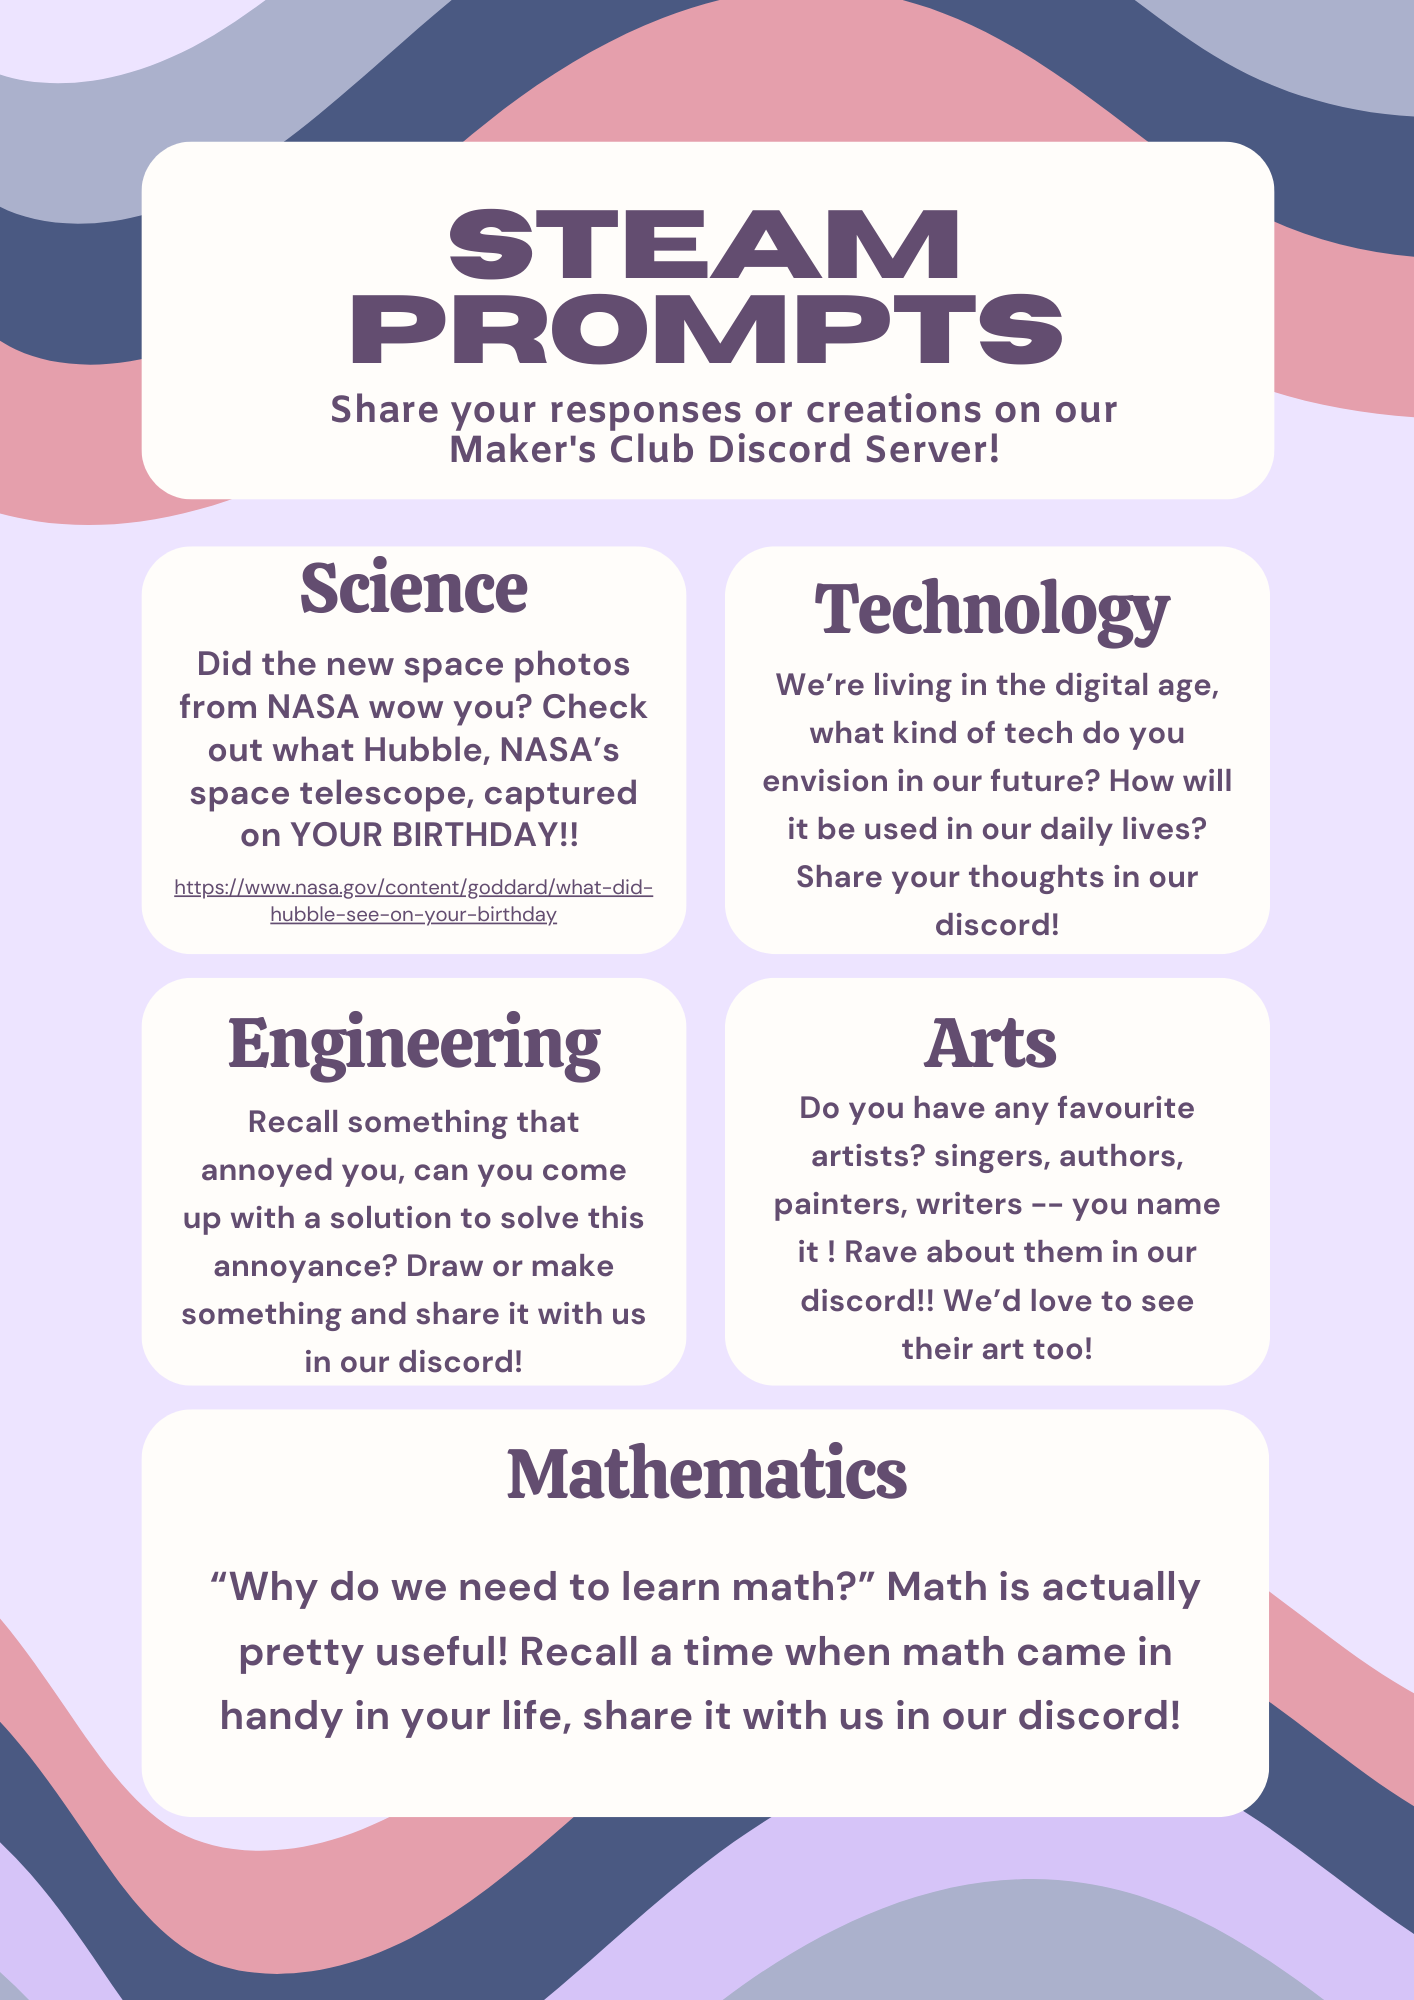 STEAM
PROMPTS
Share your responses or creations on our
Maker's Club Discord Server!
Science
Did the new space photos
from NASA wow you? Check
out what Hubble, NASA’s
space telescope, captured
on YOUR BIRTHDAY!!
https://www.nasa.gov/content/goddard/what-did-
hubble-see-on-your-birthday
Technology
We’re living in the digital age,
what kind of tech do you
envision in our future? How will
it be used in our daily lives?
Share your thoughts in our
discord!
Engineering
Recall something that
annoyed you, can you come
up with a solution to solve this
annoyance? Draw or make
something and share it with us
in our discord!
Arts
Do you have any favourite
artists? singers, authors,
painters, writers -- you name
it ! Rave about them in our
discord!! We’d love to see
their art too!
Mathematics
“Why do we need to learn math?” Math is actually
pretty useful! Recall a time when math came in
handy in your life, share it with us in our discord!